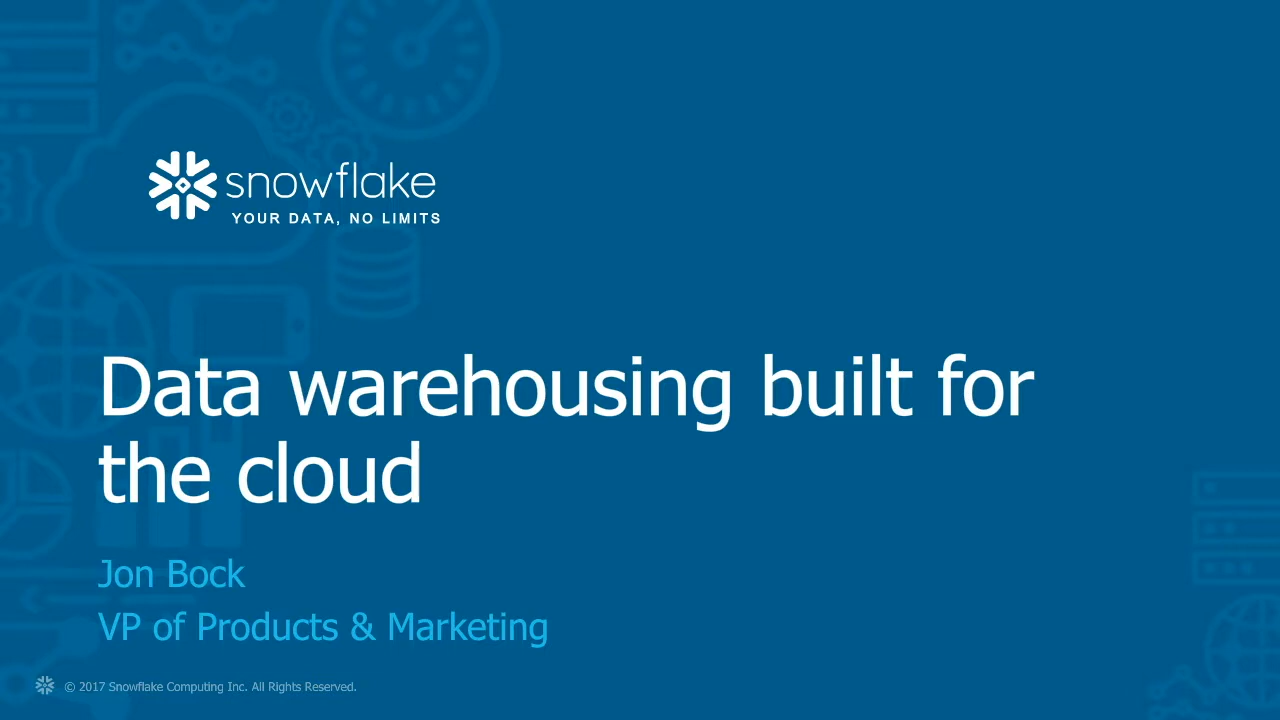 snowflake
YOUR DATA, NO LIMITS
Data warehousing built for
the cloud
Jon Bock
VP of Products & Marketing
© 2017 Snowflake Computing Inc. All Rights Reserved.